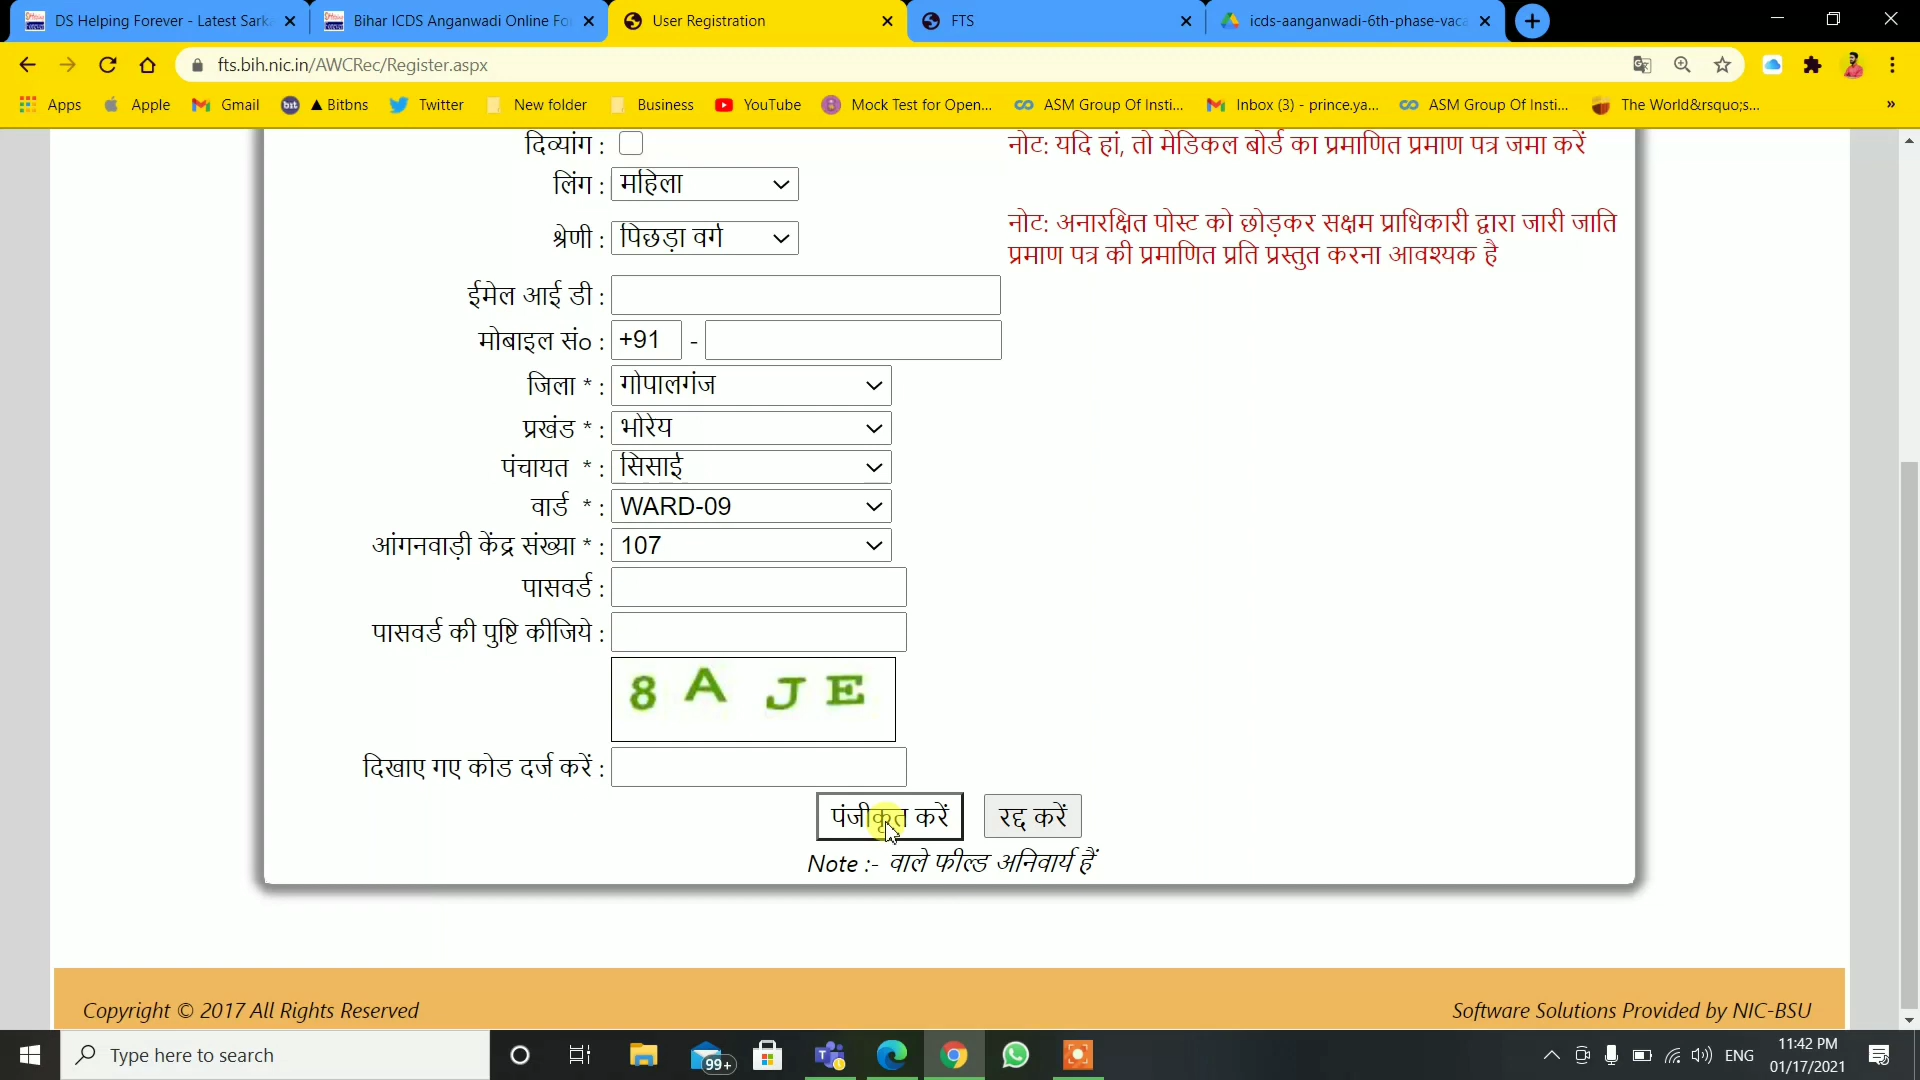 DS Helping Forever - Latest Sark
Bihar ICDS Anganwadi Online Fo
User Registration
FTS
icds-aanganwadi-6th-phase-vaca
fts.bih.nic.in/AWCRec/Register.aspx
Apps
Apple
Gmail
▲ Bitbns
Twitter
New folder
Business
YouTube
Mock Test for Open...
ASM Group Of Insti...
Inbox (3) - prince.ya...
ASM Group Of Insti...
The World&rsquo;s...
दिव्यांग :
नोट: यदि हां, तो मेडिकल बोर्ड का प्रमाणित प्रमाण पत्र जमा करें
लिंग : महिला
श्रेणी : पिछड़ा वर्ग
नोट: अनारक्षित पोस्ट को छोड़कर सक्षम प्राधिकारी द्वारा जारी जाति
प्रमाण पत्र की प्रमाणित प्रति प्रस्तुत करना आवश्यक है
ईमेल आई डी :
मोबाइल सं० : +91 -
जिला * : गोपालगंज
प्रखंड * : भोरेय
पंचायत * : सिसाई
वार्ड * : WARD-09
आंगनवाड़ी केंद्र संख्या * : 107
पासवर्ड :
पासवर्ड की पुष्टि कीजिये :
8 A J E
दिखाए गए कोड दर्ज करें :
पंजीकृत करें रद्द करें
Note :- वाले फील्ड अनिवार्य हैं
Copyright © 2017 All Rights Reserved
Software Solutions Provided by NIC-BSU
Type here to search
99+
ENG
11:42 PM
01/17/2021